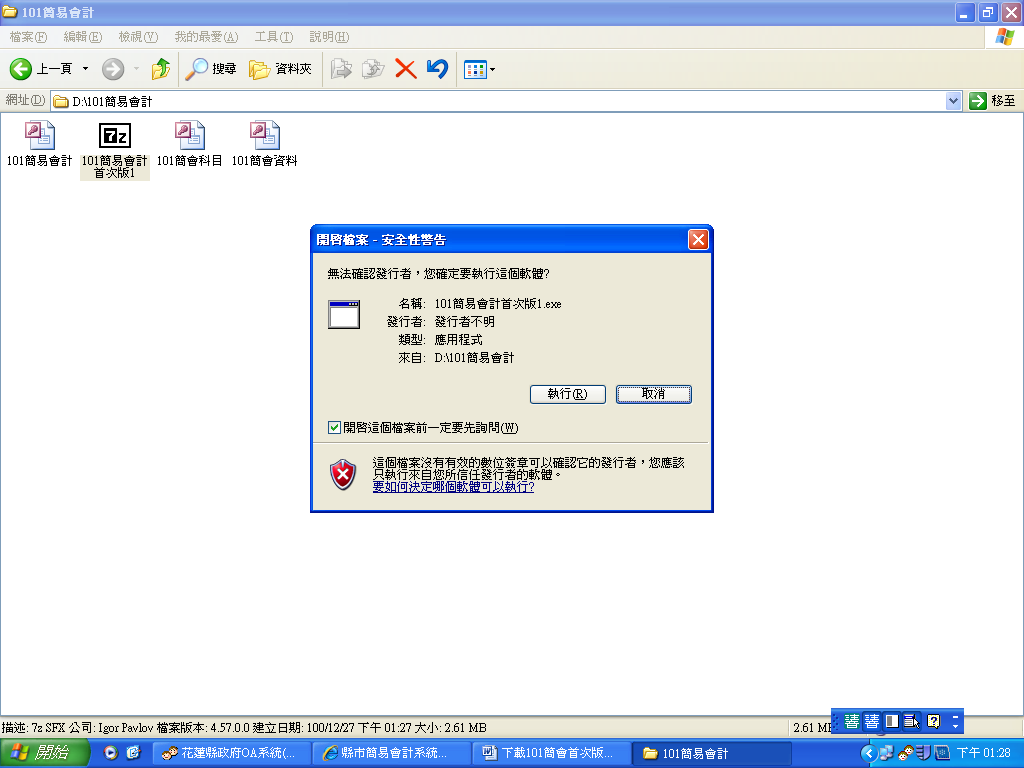 101簡易會計
檔案(F) 編輯(E) 檢視(V) 我的最愛(A) 工具(T) 說明(H)
上一頁 搜尋 資料夾
網址(D) D:\101簡易會計 移至
101簡易會計
7z
101簡易會計首次版1
101簡會科目
101簡會資料
開啓檔案 - 安全性警告
無法確認發行者，您確定要執行這個軟體?
名稱: 101簡易會計首次版1.exe
發行者: 發行者不明
類型: 應用程式
來自: D:\101簡易會計
執行(R) 取消
開啓這個檔案前一定要先詢問(W)
這個檔案沒有有效的數位簽章可以確認它的發行者，您應該
只執行來自您所信任發行者的軟體。
要如何決定哪個軟體可以執行?
描述: 7z SFX 公司: Igor Pavlov 檔案版本: 4.57.0.0 建立日期: 100/12/27 下午 01:27 大小: 2.61 MB 2.61 MB
開始 花蓮縣政府OA系統(... 縣市簡易會計系統... 下載101簡會首次版... 101簡易會計 下午 01:28